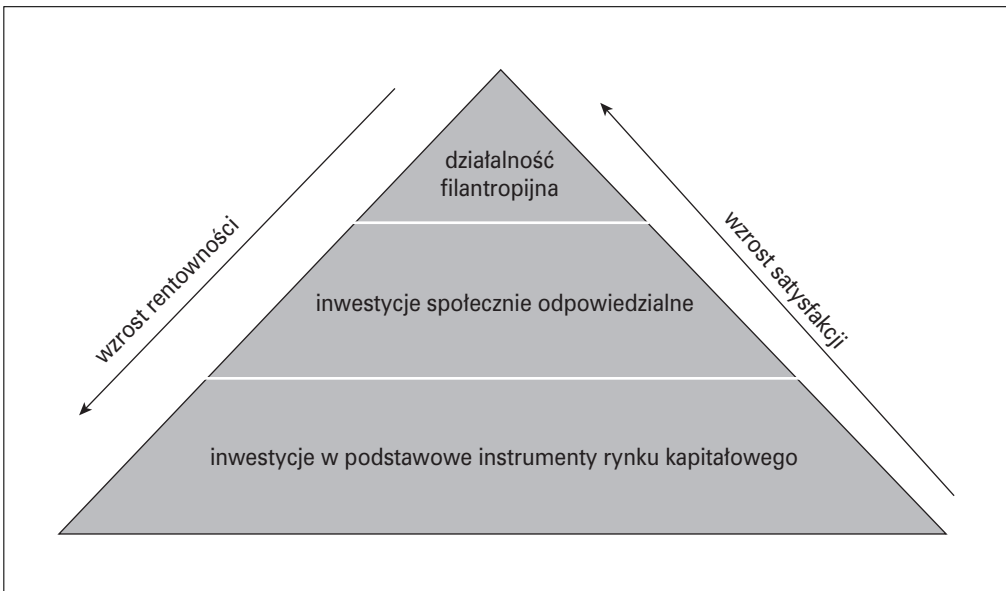 działalność
filantropijna
wzrost rentowności
wzrost satysfakcji
inwestycje społecznie odpowiedzialne
inwestycje w podstawowe instrumenty rynku kapitałowego